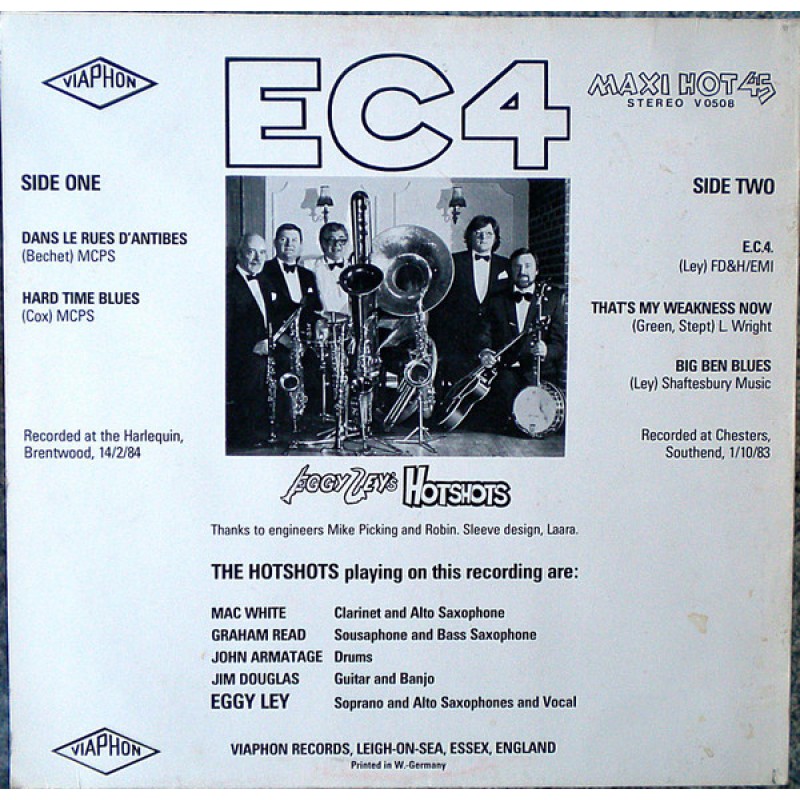 VIAPHON
EC4
MAXI HOT 45
STEREO V0508
SIDE ONE
DANS LE RUES D'ANTIBES
(Bechet) MCPS
HARD TIME BLUES
(Cox) MCPS
Recorded at the Harlequin,
Brentwood, 14/2/84
SIDE TWO
E.C.4.
(Ley) FD&H/EMI
THAT'S MY WEAKNESS NOW
(Green, Stept) L. Wright
BIG BEN BLUES
(Ley) Shaftesbury Music
Recorded at Chesters,
Southend, 1/10/83
EGGY LEY'S HOTSHOTS
Thanks to engineers Mike Picking and Robin. Sleeve design, Laara.
THE HOTSHOTS playing on this recording are:
MAC WHITE Clarinet and Alto Saxophone
GRAHAM READ Sousaphone and Bass Saxophone
JOHN ARMATAGE Drums
JIM DOUGLAS Guitar and Banjo
EGGY LEY Soprano and Alto Saxophones and Vocal
VIAPHON
VIAPHON RECORDS, LEIGH-ON-SEA, ESSEX, ENGLAND
Printed in W.-Germany